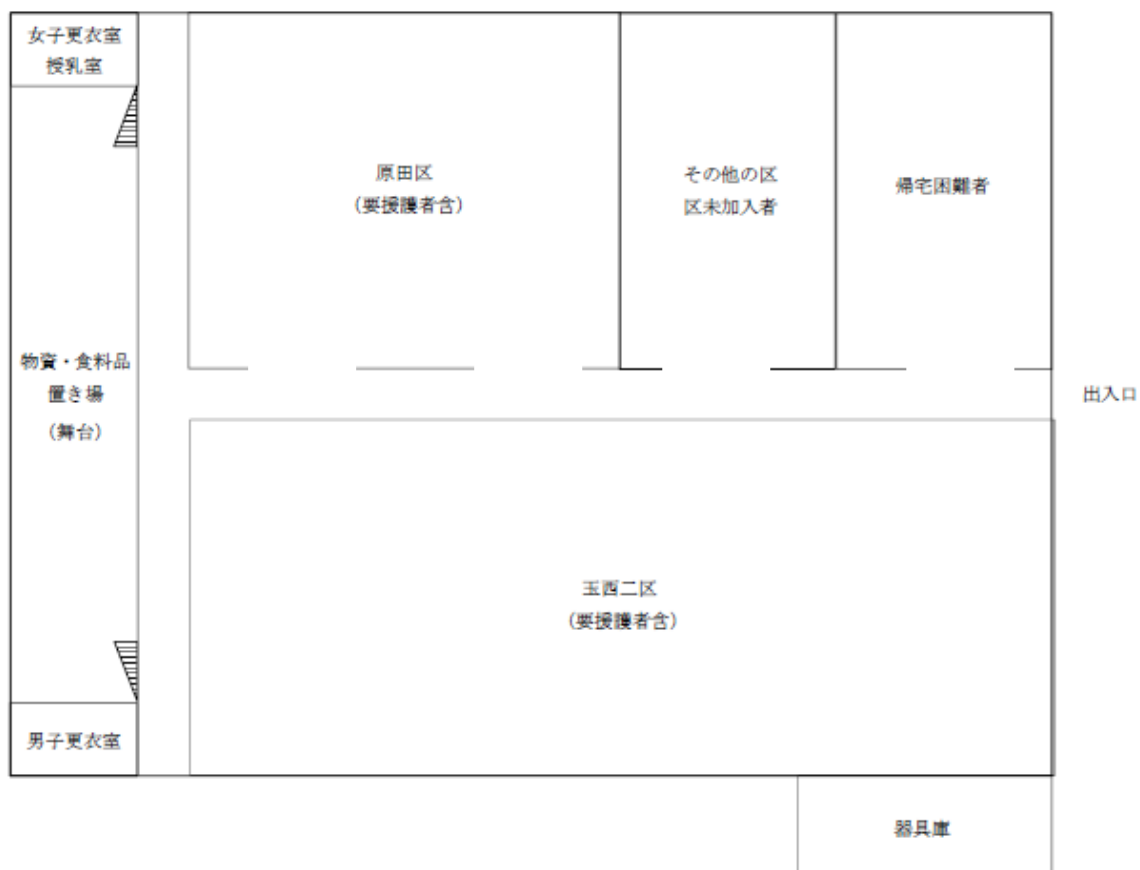 女子更衣室
授乳室
原田区
（要援護者含）
その他の区
区未加入者
帰宅困難者
物資・食料品
置き場
（舞台）
出入口
玉西二区
（要援護者含）
男子更衣室
器具庫